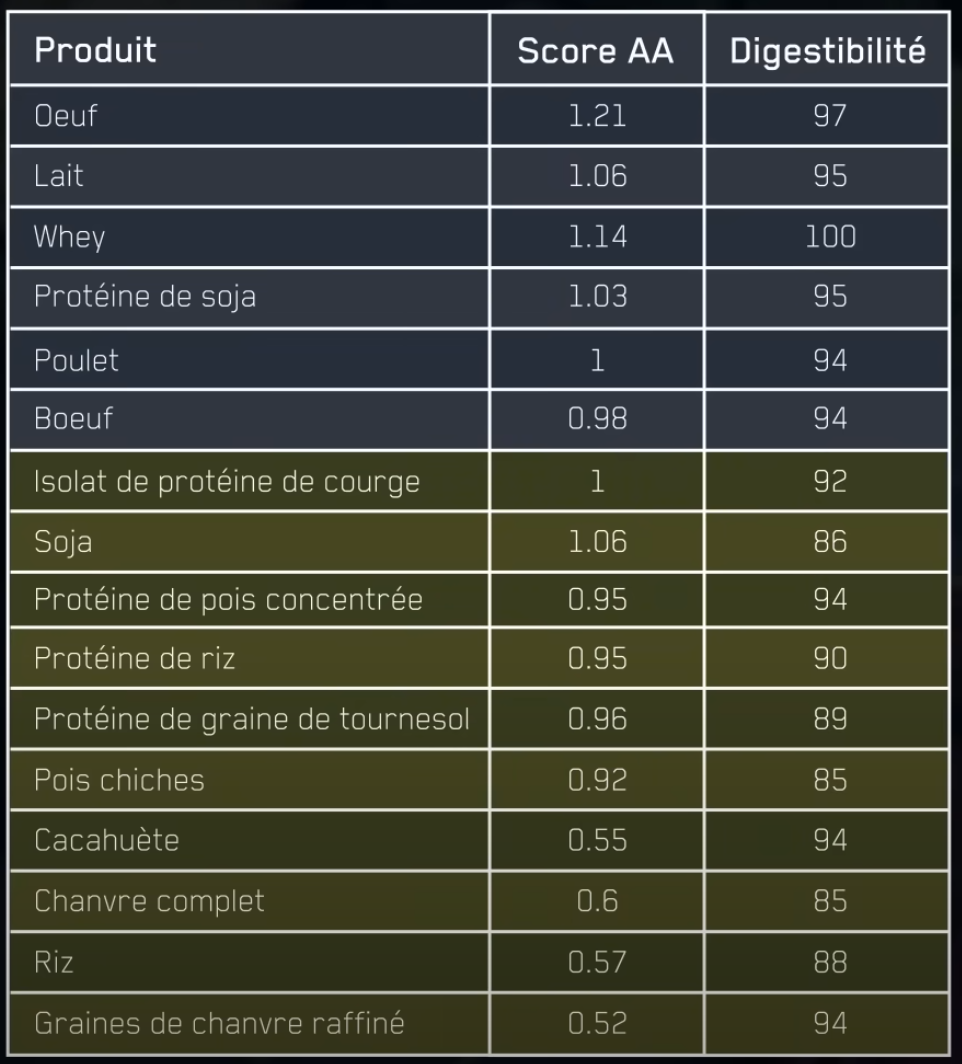 Produit Score AA Digestibilité
Oeuf 1.21 97
Lait 1.06 95
Whey 1.14 100
Protéine de soja 1.03 95
Poulet 1 94
Boeuf 0.98 94
Isolat de protéine de courge 1 92
Soja 1.06 86
Protéine de pois concentrée 0.95 94
Protéine de riz 0.95 90
Protéine de graine de tournesol 0.96 89
Pois chiches 0.92 85
Cacahuète 0.55 94
Chanvre complet 0.6 85
Riz 0.57 88
Graines de chanvre raffiné 0.52 94